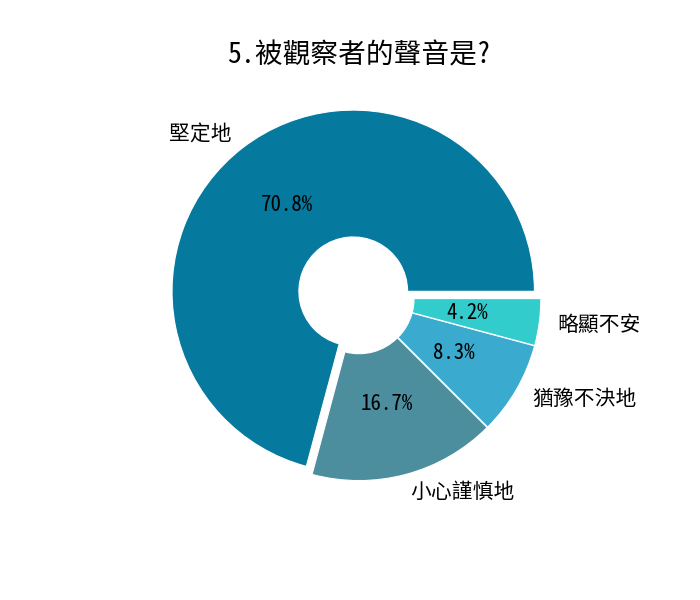 5.被觀察者的聲音是?
堅定地
70.8%
4.2%
略顯不安
8.3%
猶豫不決地
16.7%
小心謹慎地